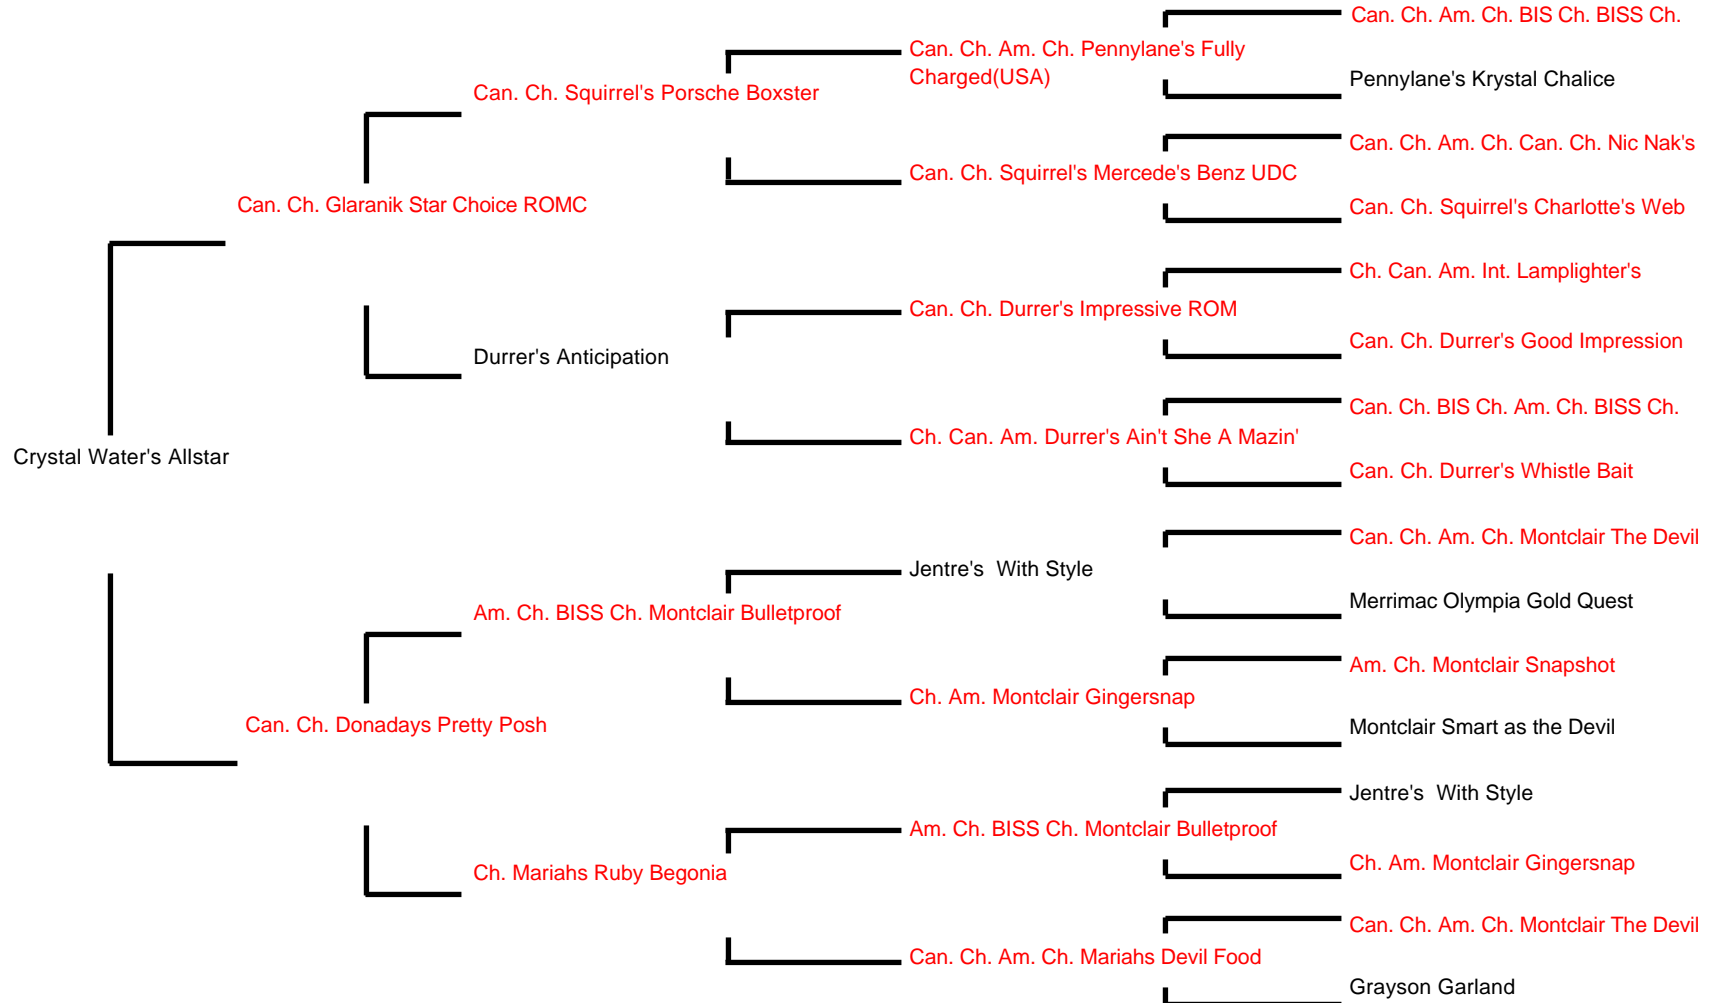 Can. Ch. Am. Ch. BIS Ch. BISS Ch.
Can. Ch. Am. Ch. Pennylane's Fully
Charged(USA)
Pennylane's Krystal Chalice
Can. Ch. Squirrel's Porsche Boxster
Can. Ch. Am. Ch. Can. Ch. Nic Nak's
Can. Ch. Squirrel's Mercede's Benz UDC
Can. Ch. Glaranik Star Choice ROMC
Can. Ch. Squirrel's Charlotte's Web
Ch. Can. Am. Int. Lamplighter's
Can. Ch. Durrer's Impressive ROM
Can. Ch. Durrer's Good Impression
Durrer's Anticipation
Can. Ch. BIS Ch. Am. Ch. BISS Ch.
Ch. Can. Am. Durrer's Ain't She A Mazin'
Crystal Water's Allstar
Can. Ch. Durrer's Whistle Bait
Can. Ch. Am. Ch. Montclair The Devil
Jentre's  With Style
Merrimac Olympia Gold Quest
Am. Ch. BISS Ch. Montclair Bulletproof
Am. Ch. Montclair Snapshot
Ch. Am. Montclair Gingersnap
Can. Ch. Donadays Pretty Posh
Montclair Smart as the Devil
Jentre's  With Style
Am. Ch. BISS Ch. Montclair Bulletproof
Ch. Am. Montclair Gingersnap
Ch. Mariahs Ruby Begonia
Can. Ch. Am. Ch. Montclair The Devil
Can. Ch. Am. Ch. Mariahs Devil Food
Grayson Garland